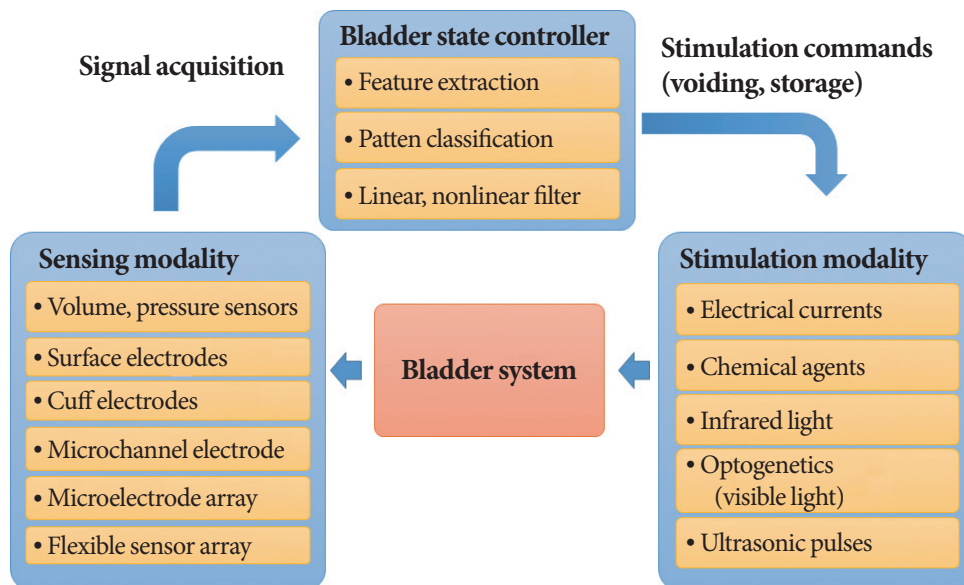 Signal acquisition
Bladder state controller
• Feature extraction
• Patten classification
• Linear, nonlinear filter
Stimulation commands
(voiding, storage)
Sensing modality
• Volume, pressure sensors
• Surface electrodes
• Cuff electrodes
• Microchannel electrode
• Microelectrode array
• Flexible sensor array
Bladder system
Stimulation modality
• Electrical currents
• Chemical agents
• Infrared light
• Optogenetics
(visible light)
• Ultrasonic pulses